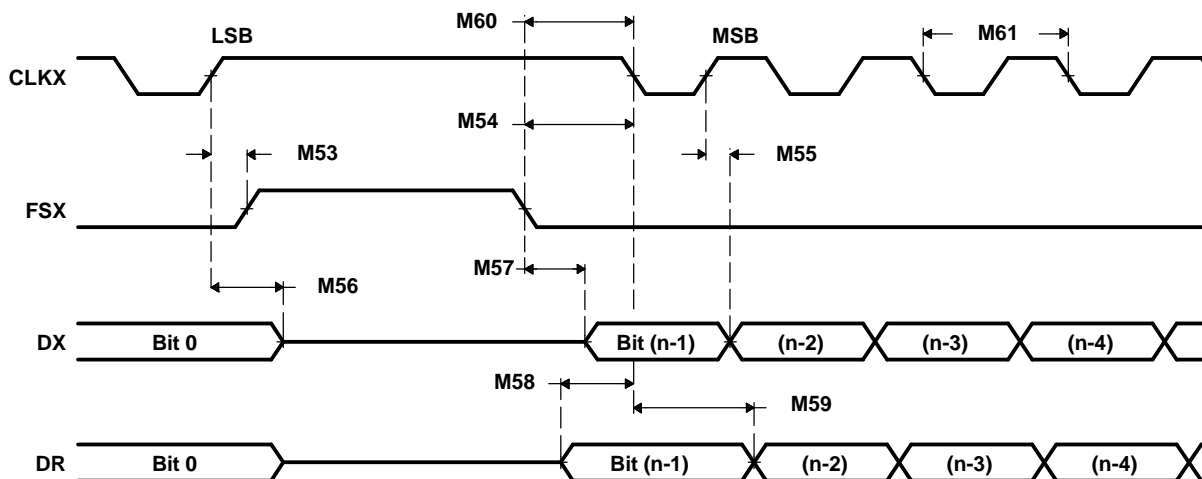 M60
LSB
MSB
M61
CLKX
M54
M53
M55
FSX
M57
M56
DX
Bit 0
Bit (n-1)
(n-2)
(n-3)
(n-4)
M58
M59
DR
Bit 0
Bit (n-1)
(n-2)
(n-3)
(n-4)